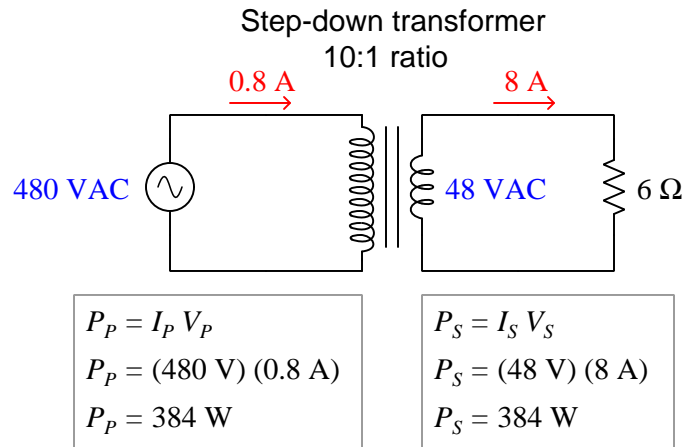 Step-down transformer
10:1 ratio
0.8 A
8 A
480 VAC
48 VAC
6 Ω
P_P = I_P V_P
P_P = (480 V) (0.8 A)
P_P = 384 W
P_S = I_S V_S
P_S = (48 V) (8 A)
P_S = 384 W